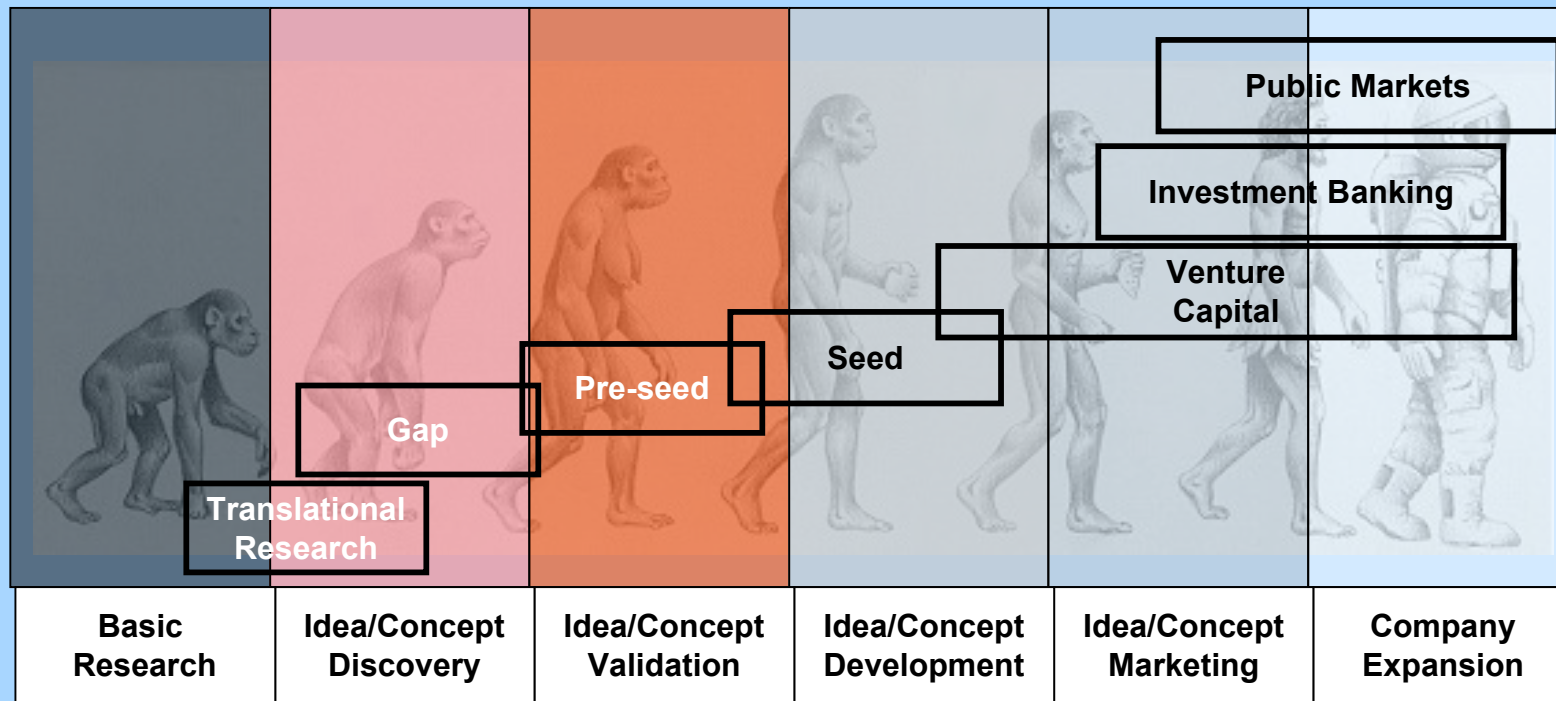 Public Markets
Investment Banking
Venture
Capital
Seed
Pre-seed
Gap
Translational
Research
Basic
Research
Idea/Concept
Discovery
Idea/Concept
Validation
Idea/Concept
Development
Idea/Concept
Marketing
Company
Expansion